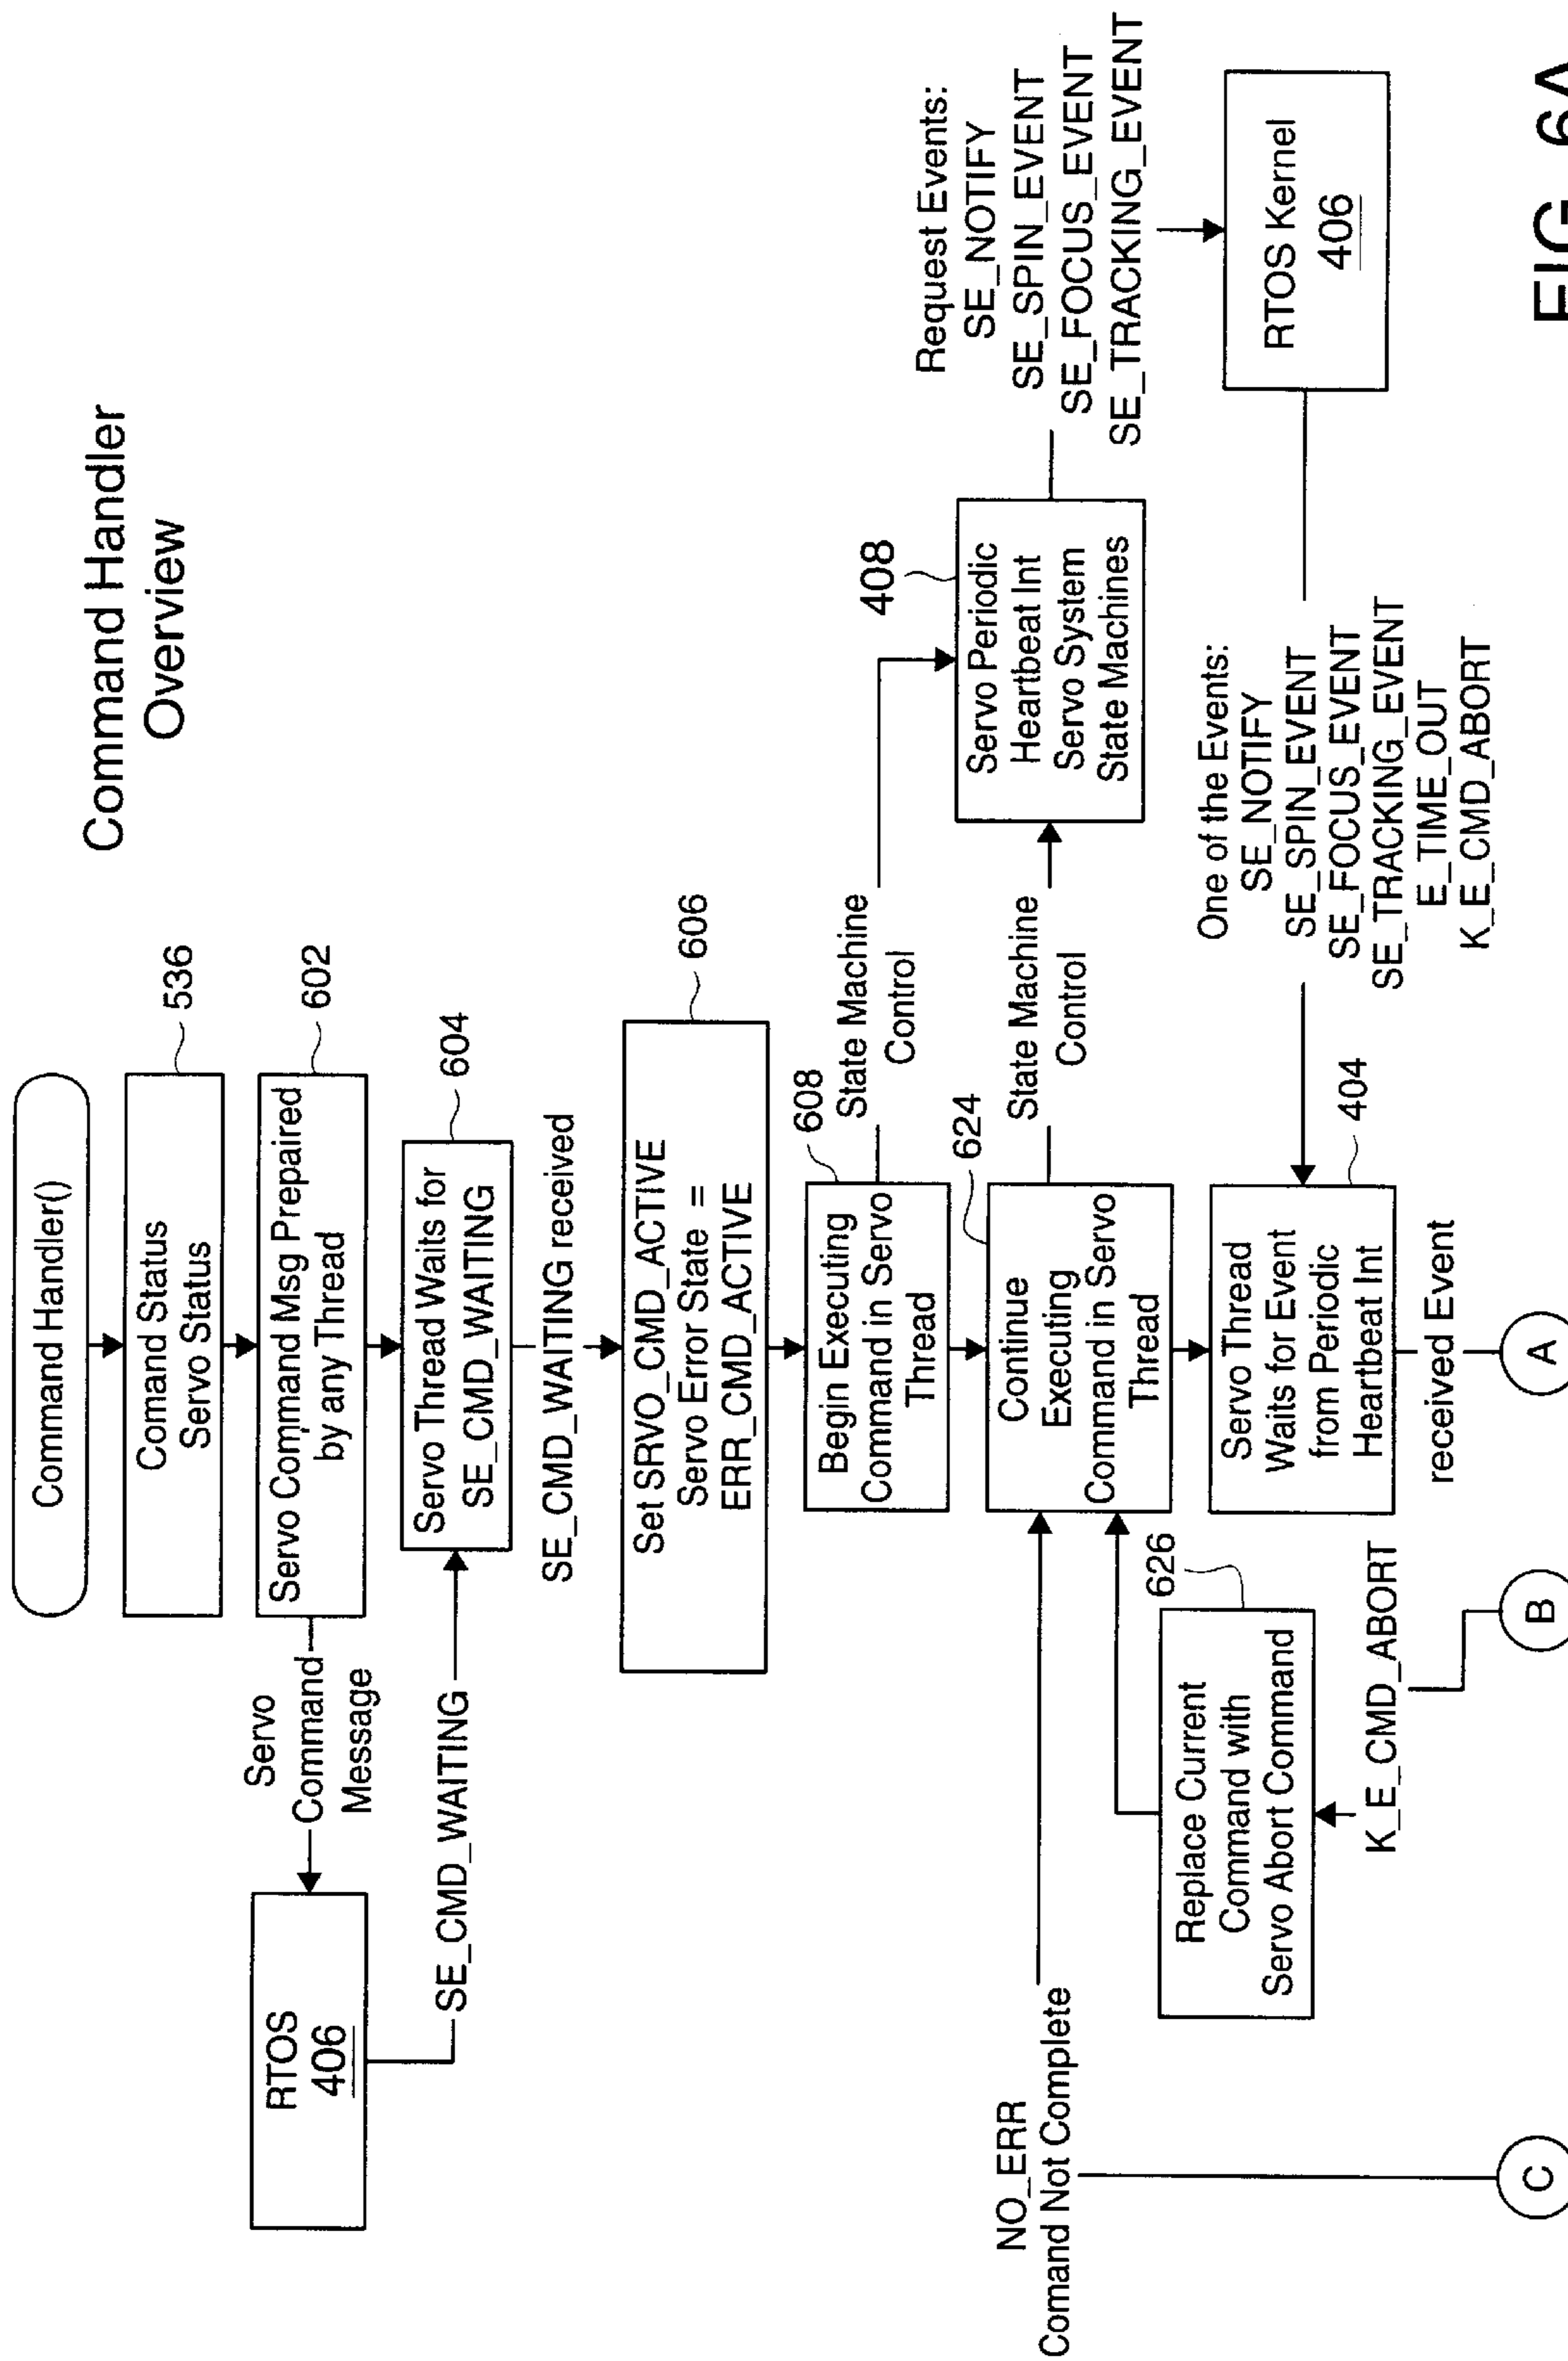 Command Handler
Overview
Command Handler()
Comand Status
Servo Status
536
Servo Command Msg Prepaired
by any Thread
602
Servo
Command
Message
RTOS
406
SE_CMD_WAITING
Servo Thread Waits for
SE_CMD_WAITING
604
SE_CMD_WAITING received
Set SRVO_CMD_ACTIVE
Servo Error State =
ERR_CMD_ACTIVE
606
Begin Executing
Command in Servo
Thread
608
State Machine
Control
Continue
Executing
Command in Servo
Thread
624
State Machine
Control
408
Servo Periodic
Heartbeat Int
Servo System
State Machines
Request Events:
SE_NOTIFY
SE_SPIN_EVENT
SE_FOCUS_EVENT
SE_TRACKING_EVENT
RTOS Kernel
406
One of the Events:
SE_NOTIFY
SE_SPIN_EVENT
SE_FOCUS_EVENT
SE_TRACKING_EVENT
E_TIME_OUT
K_E_CMD_ABORT
Servo Thread
Waits for Event
from Periodic
Heartbeat Int
404
received Event
A
626
Replace Current
Command with
Servo Abort Command
K_E_CMD_ABORT
B
NO_ERR
Comand Not Complete
C
FIG. 6A